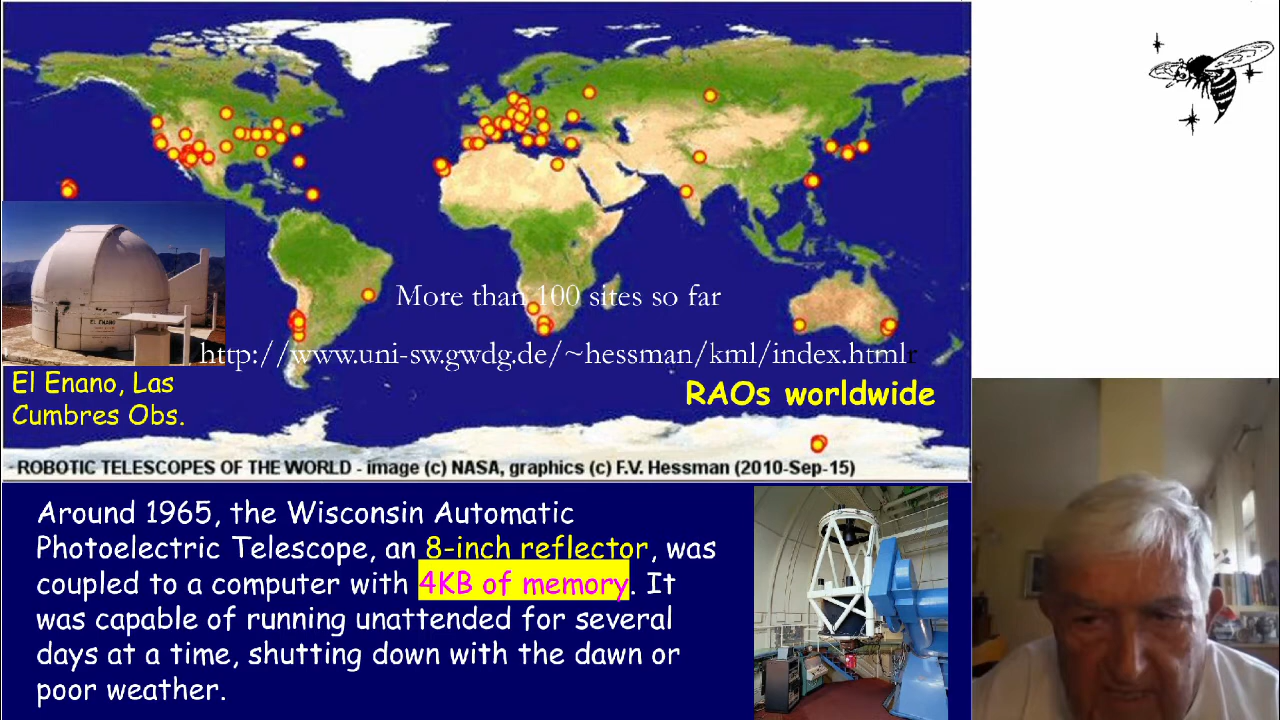 More than 100 sites so far
http://www.uni-sw.gwdg.de/~hessman/kml/index.htmlr
El Enano, Las
Cumbres Obs.
RAOs worldwide
ROBOTIC TELESCOPES OF THE WORLD - image (c) NASA, graphics (c) F.V. Hessman (2010-Sep-15)
Around 1965, the Wisconsin Automatic
Photoelectric Telescope, an 8-inch reflector, was
coupled to a computer with 4KB of memory. It
was capable of running unattended for several
days at a time, shutting down with the dawn or
poor weather.